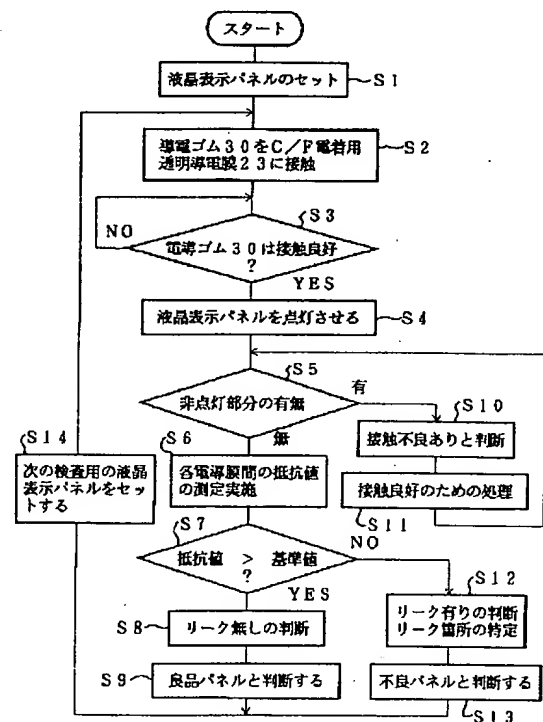 スタート
液晶表示パネルのセット
S1
導電ゴム30をC/F電着用
透明導電膜23に接触
S2
S3
NO
電導ゴム30は接触良好
?
YES
液晶表示パネルを点灯させる
S4
S5
非点灯部分の有無
有
無
S10
接触不良ありと判断
接触良好のための処理
S11
S6
各電導膜間の抵抗値
の測定実施
S14
次の検査用の液晶
表示パネルをセッ
トする
S7
抵抗値 > 基準値
?
NO
YES
S8
リーク無しの判断
S9
良品パネルと判断する
S12
リーク有りの判断
リーク箇所の特定
不良パネルと判断する
S13